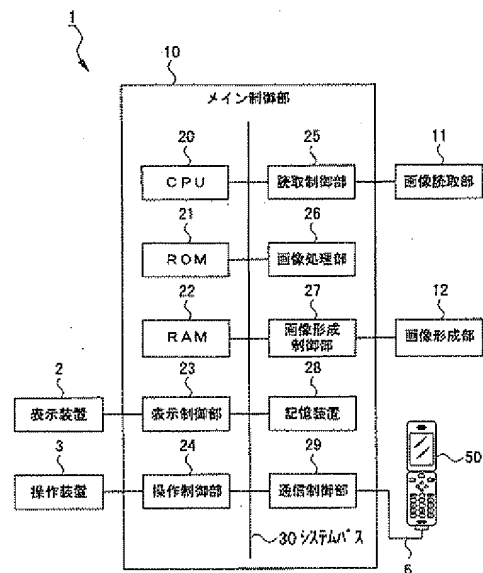 1
10
メイン制御部
20
25
11
CPU
読取制御部
画像読取部
21
26
ROM
画像処理部
22
27
12
RAM
画像形成
制御部
画像形成部
2
23
28
表示装置
表示制御部
記憶装置
50
3
24
29
操作装置
操作制御部
通信制御部
30 システムバス
6